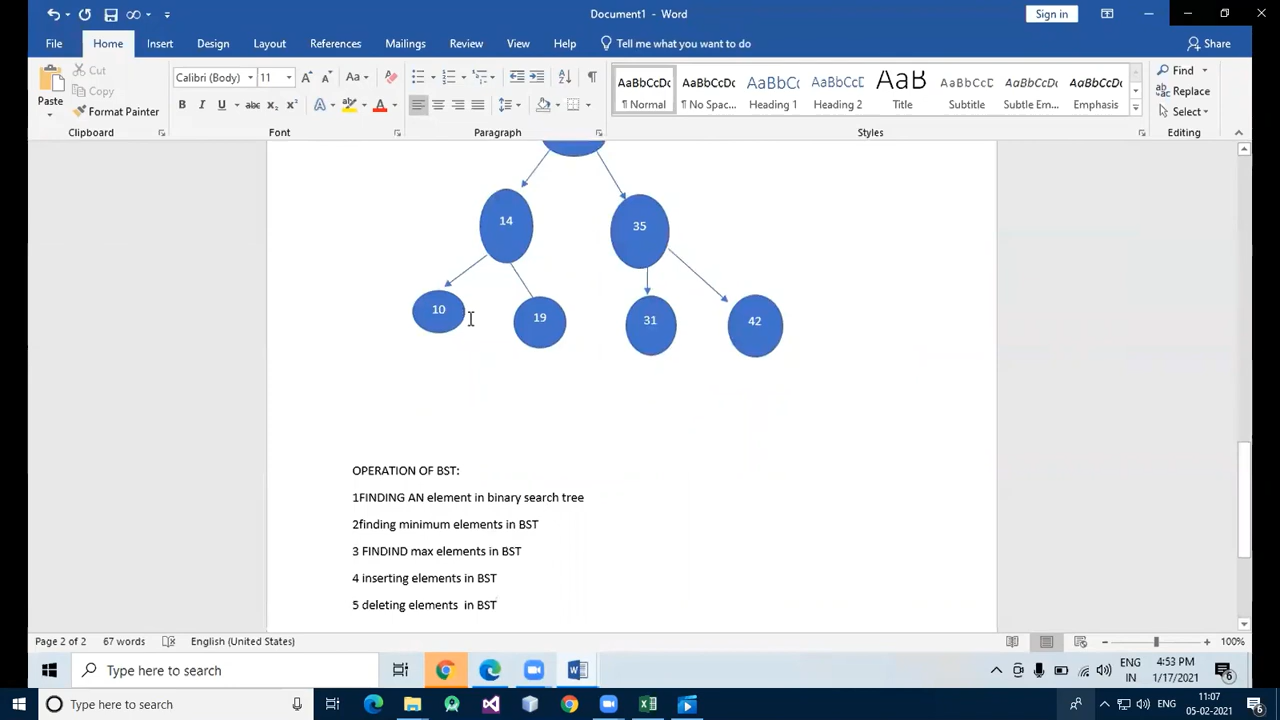 Document1 - Word
Sign in
File Home Insert Design Layout References Mailings Review View Help Tell me what you want to do Share
Paste
Cut
Copy
Format Painter
Clipboard
Calibri (Body) 11
Font
Paragraph
AaBbCcDc ¶ Normal
AaBbCcDc ¶ No Spac...
AaBbCc Heading 1
AaBbCcD Heading 2
AaB Title
AaBbCcD Subtitle
AaBbCcDc Subtle Em...
AaBbCcDc Emphasis
Styles
Find
Replace
Select
Editing
14
35
10
19
31
42
OPERATION OF BST:
1FINDING AN element in binary search tree
2finding minimum elements in BST
3 FINDIND max elements in BST
4 inserting elements in BST
5 deleting elements  in BST
Page 2 of 2 67 words English (United States) 100%
Type here to search
ENG
IN
4:53 PM
1/17/2021
6
Type here to search
ENG
11:07
05-02-2021
6